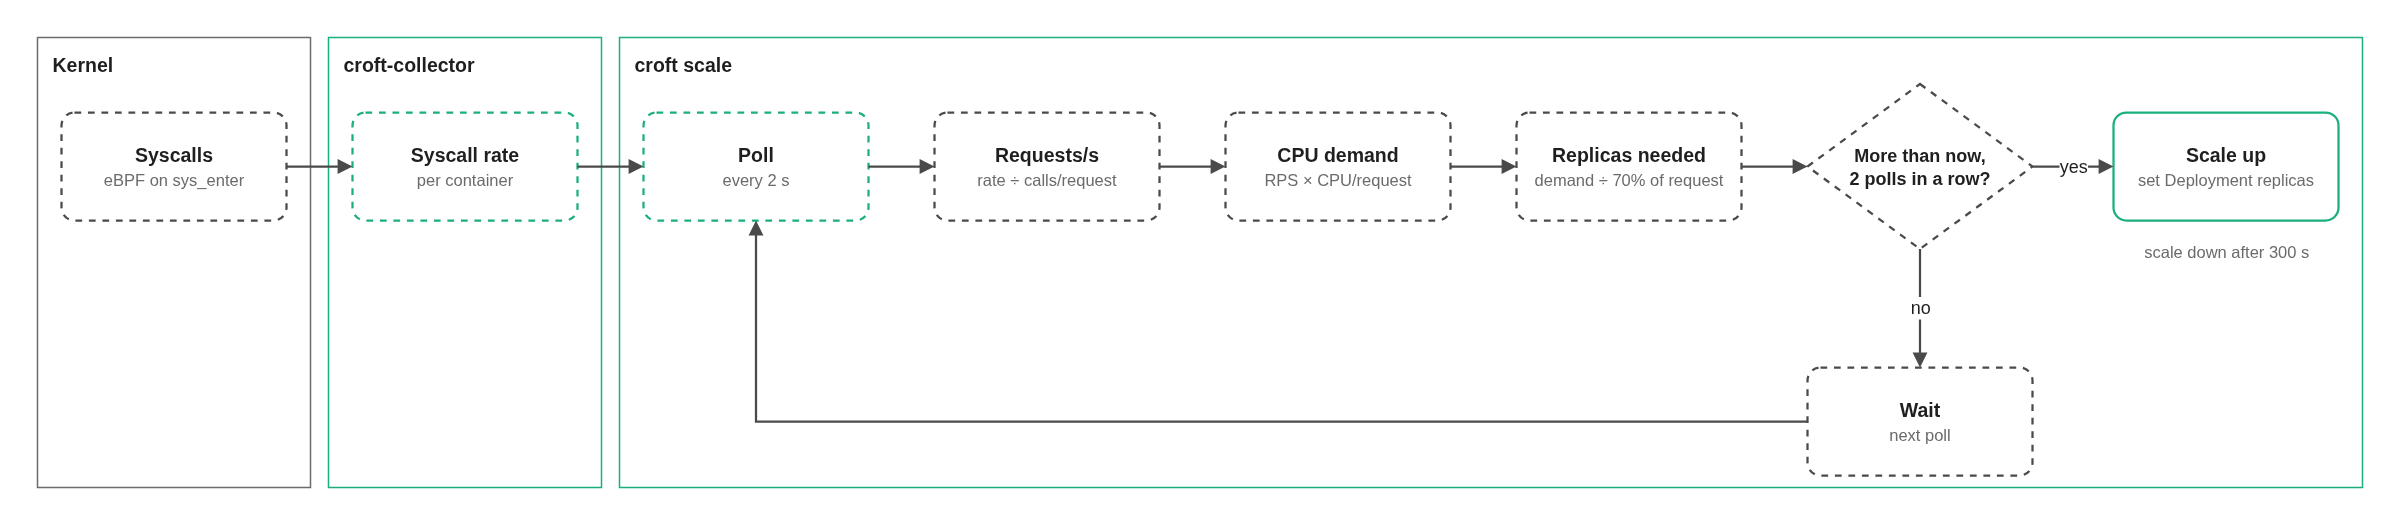 Kernel
croft-collector
croft scale
Syscalls
eBPF on sys_enter
Syscall rate
per container
Poll
every 2 s
Requests/s
rate ÷ calls/request
CPU demand
RPS × CPU/request
Replicas needed
demand ÷ 70% of request
More than now,
2 polls in a row?
yes
Scale up
set Deployment replicas
scale down after 300 s
no
Wait
next poll